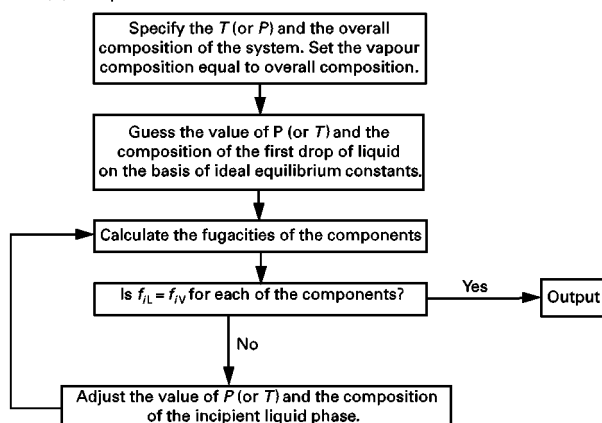 Specify the T (or P) and the overall
composition of the system. Set the vapour
composition equal to overall composition.
Guess the value of P (or T) and the
composition of the first drop of liquid
on the basis of ideal equilibrium constants.
Calculate the fugacities of the components
Is fiL = fiV for each of the components?
Yes
Output
No
Adjust the value of P (or T) and the composition
of the incipient liquid phase.